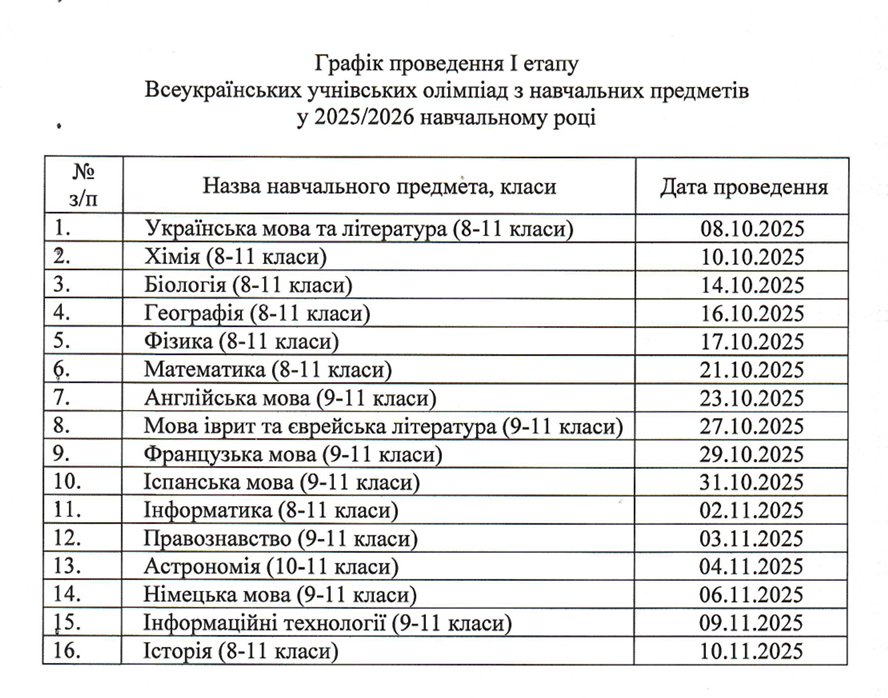 Графік проведення І етапу
Всеукраїнських учнівських олімпіад з навчальних предметів
у 2025/2026 навчальному році
№ з/п Назва навчального предмета, класи Дата проведення
1. Українська мова та література (8-11 класи) 08.10.2025
2. Хімія (8-11 класи) 10.10.2025
3. Біологія (8-11 класи) 14.10.2025
4. Географія (8-11 класи) 16.10.2025
5. Фізика (8-11 класи) 17.10.2025
6. Математика (8-11 класи) 21.10.2025
7. Англійська мова (9-11 класи) 23.10.2025
8. Мова іврит та єврейська література (9-11 класи) 27.10.2025
9. Французька мова (9-11 класи) 29.10.2025
10. Іспанська мова (9-11 класи) 31.10.2025
11. Інформатика (8-11 класи) 02.11.2025
12. Правознавство (9-11 класи) 03.11.2025
13. Астрономія (10-11 класи) 04.11.2025
14. Німецька мова (9-11 класи) 06.11.2025
15. Інформаційні технології (9-11 класи) 09.11.2025
16. Історія (8-11 класи) 10.11.2025